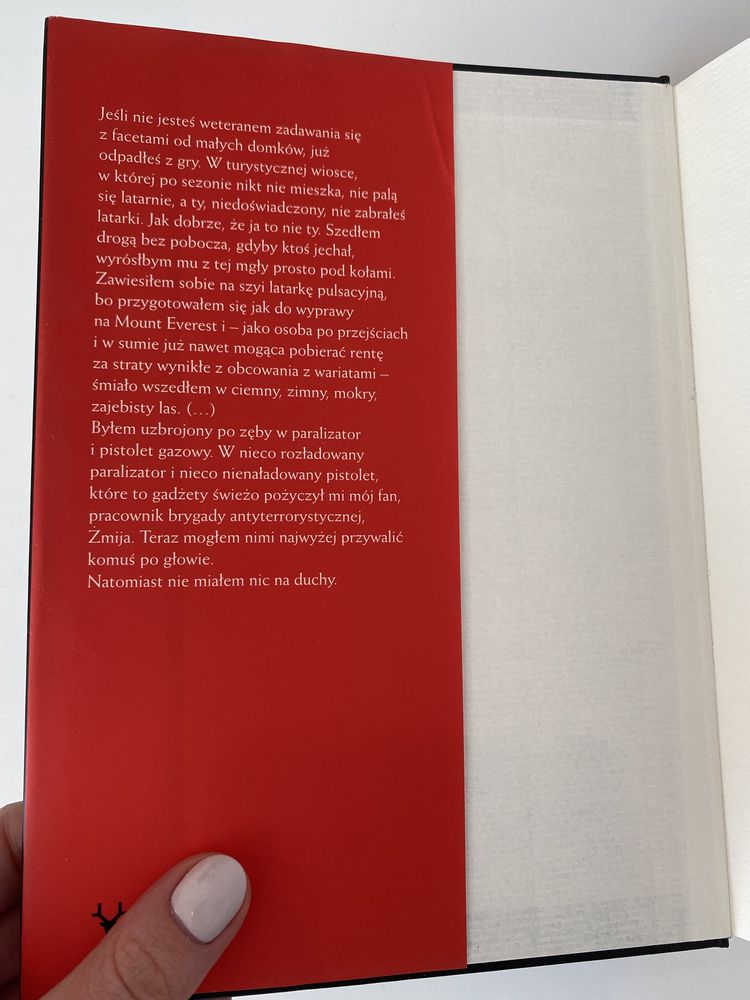 Jeśli nie jesteś weteranem zadawania się
z facetami od małych domków, już
odpadłeś z gry. W turystycznej wiosce,
w której po sezonie nikt nie mieszka, nie palą
się latarnie, a ty, niedoświadczony, nie zabrałeś
latarki. Jak dobrze, że ja to nie ty. Szedłem
drogą bez pobocza, gdyby ktoś jechał,
wyrósłbym mu z tej mgły prosto pod kołami.
Zawiesiłem sobie na szyi latarkę pulsacyjną,
bo przygotowałem się jak do wyprawy
na Mount Everest i – jako osoba po przejściach
i w sumie już nawet mogąca pobierać rentę
za straty wynikłe z obcowania z wariatami –
śmiało wszedłem w ciemny, zimny, mokry,
zajebisty las. (…)
Byłem uzbrojony po zęby w paralizator
i pistolet gazowy. W nieco rozładowany
paralizator i nieco nienaładowany pistolet,
które to gadżety świeżo pożyczył mi mój fan,
pracownik brygady antyterrorystycznej,
Żmija. Teraz mogłem nimi najwyżej przywalić
komuś po głowie.
Natomiast nie miałem nic na duchy.